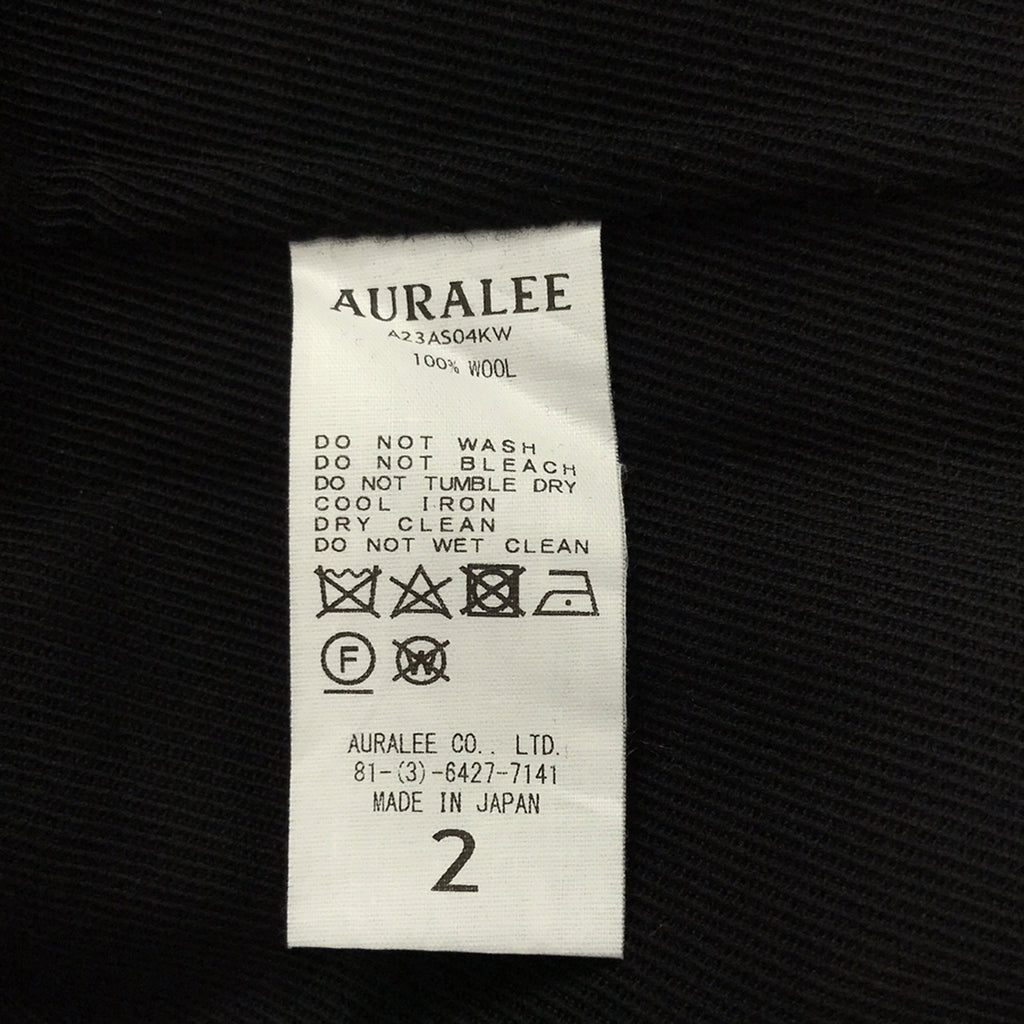 AURALEE
A23AS04KW
100% WOOL
DO NOT WASH
DO NOT BLEACH
DO NOT TUMBLE DRY
COOL IRON
DRY CLEAN
DO NOT WET CLEAN
F W
AURALEE CO., LTD.
81-(3)-6427-7141
MADE IN JAPAN
2